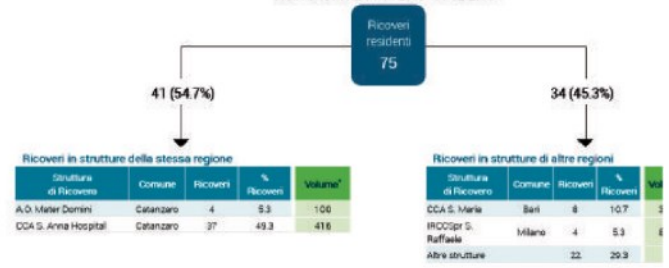 Ricoveri
residenti
75
41 (54.7%)
34 (45.3%)
Ricoveri in strutture della stessa regione
Struttura di Ricovero Comune Ricoveri % Ricoveri Volume*
A.O. Mater Domini Catanzaro 4 5.3 100
CCA S. Anna Hospital Catanzaro 37 49.3 416
Ricoveri in strutture di altre regioni
Struttura di Ricovero Comune Ricoveri % Ricoveri
CCA S. Maria Bari 8 10.7
IRCCSpr S. Raffaele Milano 4 5.3
Altre strutture 22 29.3